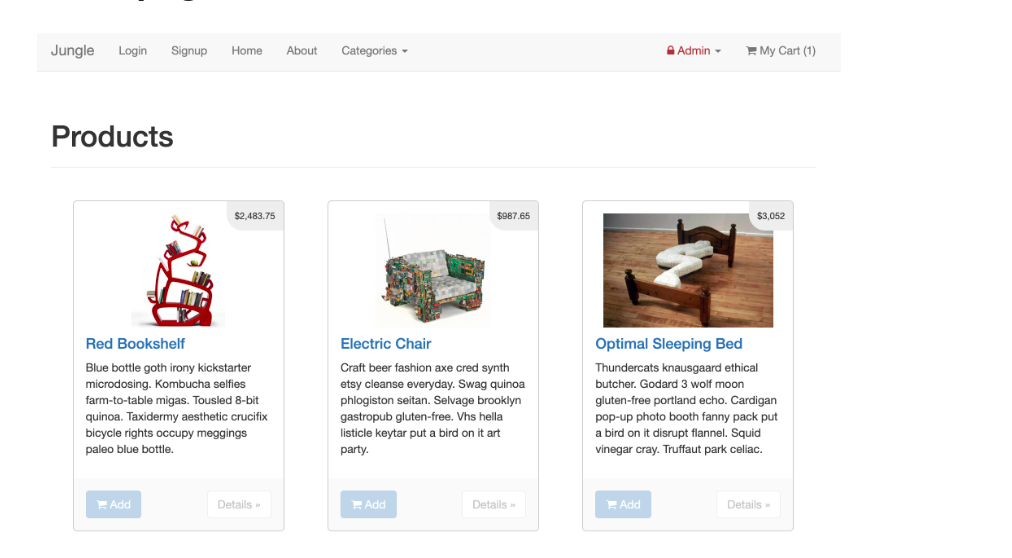 Jungle Login Signup Home About Categories Admin My Cart (1)
Products
$2,483.75
Red Bookshelf
Blue bottle goth irony kickstarter
microdosing. Kombucha selfies
farm-to-table migas. Tousled 8-bit
quinoa. Taxidermy aesthetic crucifix
bicycle rights occupy meggings
paleo blue bottle.
Add Details »
$987.65
Electric Chair
Craft beer fashion axe cred synth
etsy cleanse everyday. Swag quinoa
phlogiston seitan. Selvage brooklyn
gastropub gluten-free. Vhs hella
listicle keytar put a bird on it art
party.
Add Details »
$3,052
Optimal Sleeping Bed
Thundercats knausgaard ethical
butcher. Godard 3 wolf moon
gluten-free portland echo. Cardigan
pop-up photo booth fanny pack put
a bird on it disrupt flannel. Squid
vinegar cray. Truffaut park celiac.
Add Details »